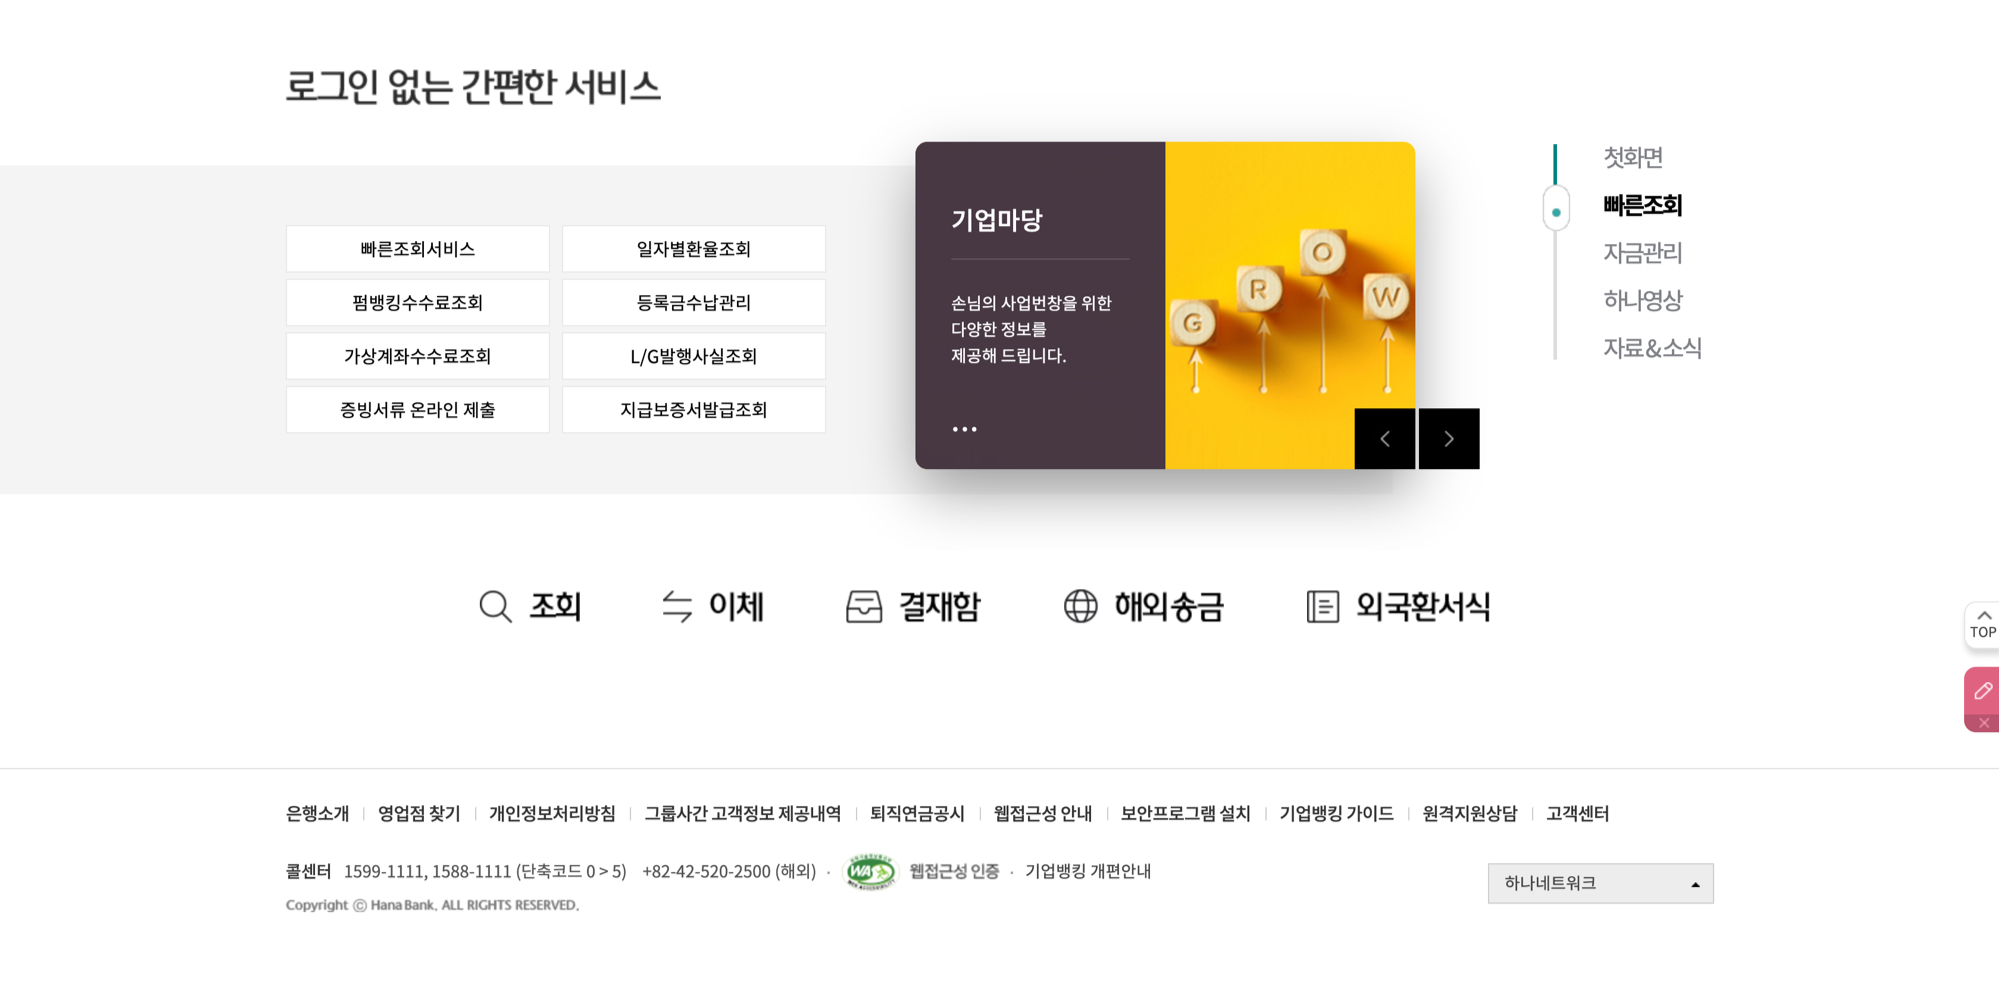 로그인 없는 간편한 서비스
빠른조회서비스
일자별환율조회
펌뱅킹수수료조회
등록금수납관리
가상계좌수수료조회
L/G발행사실조회
증빙서류 온라인 제출
지급보증서발급조회
기업마당
손님의 사업번창을 위한
다양한 정보를
제공해 드립니다.
G R O W
첫화면
빠른조회
자금관리
하나영상
자료&소식
조회
이체
결재함
해외송금
외국환서식
TOP
은행소개
영업점 찾기
개인정보처리방침
그룹사간 고객정보 제공내역
퇴직연금공시
웹접근성 안내
보안프로그램 설치
기업뱅킹 가이드
원격지원상담
고객센터
콜센터 1599-1111, 1588-1111 (단축코드 0 > 5) +82-42-520-2500 (해외) · WA 웹접근성 인증 · 기업뱅킹 개편안내
하나네트워크
Copyright ⓒ Hana Bank. ALL RIGHTS RESERVED.